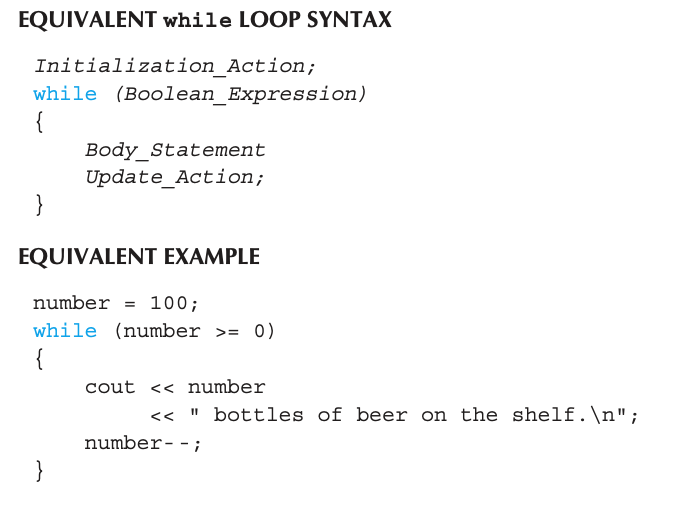 EQUIVALENT while LOOP SYNTAX
Initialization_Action;
while (Boolean_Expression)
{
    Body_Statement
    Update_Action;
}
EQUIVALENT EXAMPLE
number = 100;
while (number >= 0)
{
    cout << number
         << " bottles of beer on the shelf.\n";
    number--;
}